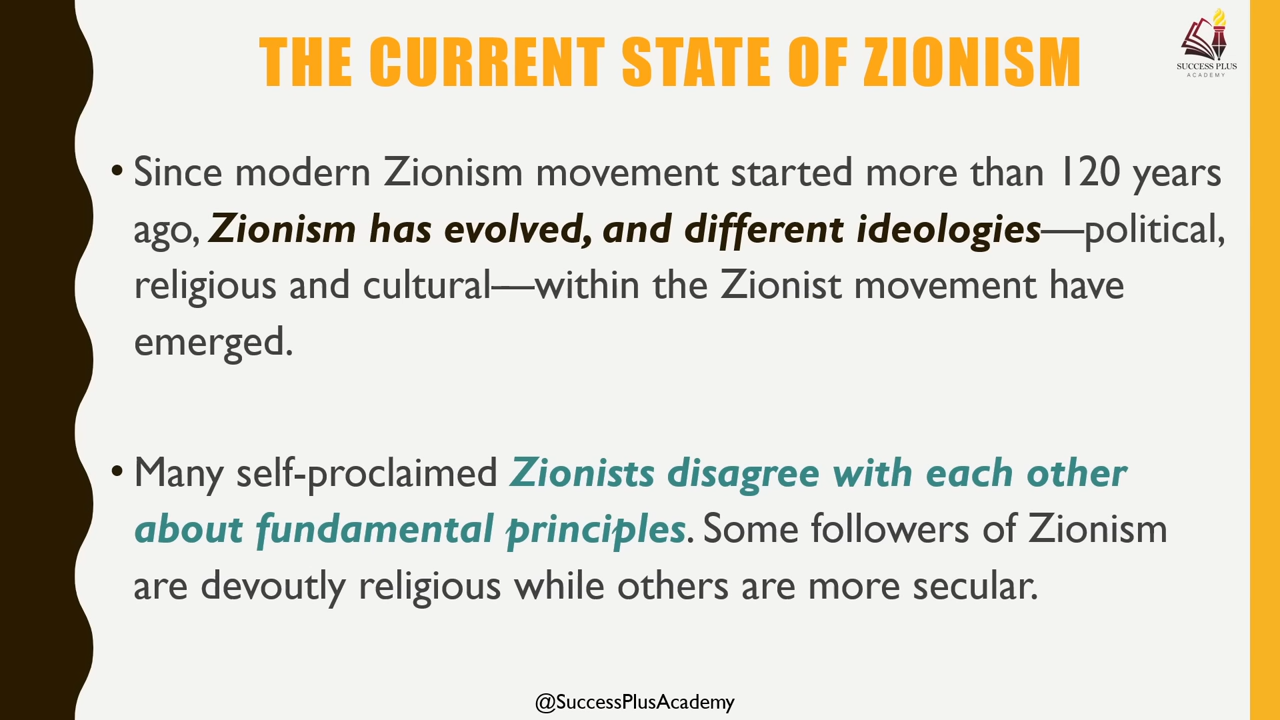 THE CURRENT STATE OF ZIONISM
SUCCESS PLUS
ACADEMY
• Since modern Zionism movement started more than 120 years
ago, Zionism has evolved, and different ideologies—political,
religious and cultural—within the Zionist movement have
emerged.
• Many self-proclaimed Zionists disagree with each other
about fundamental principles. Some followers of Zionism
are devoutly religious while others are more secular.
@SuccessPlusAcademy